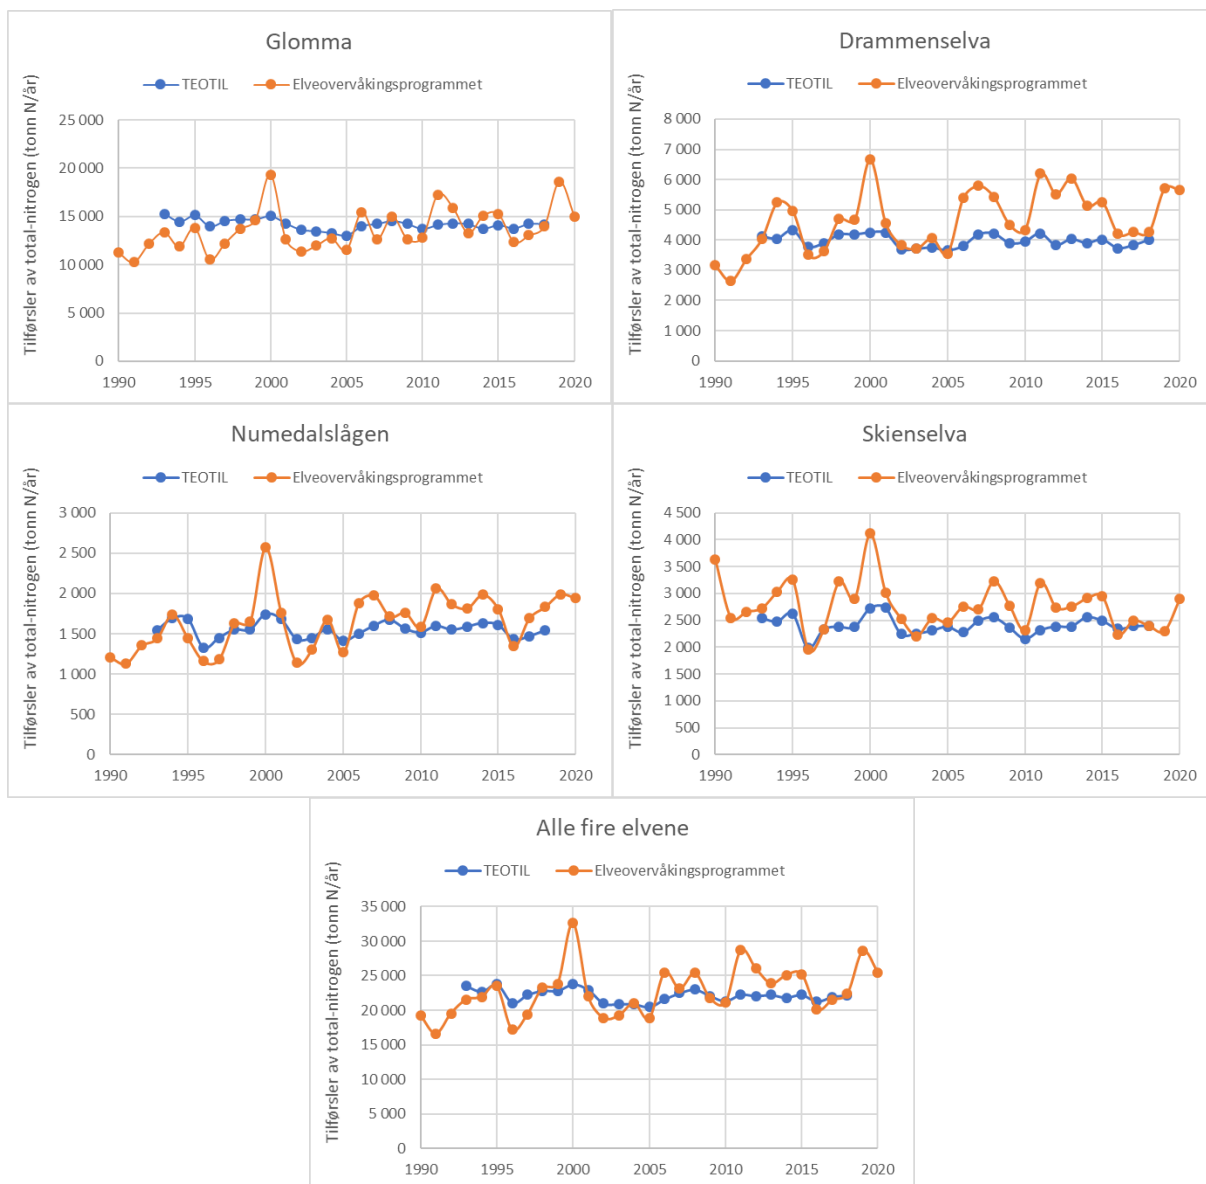 Glomma
TEOTIL Elveovervåkingsprogrammet
Tilførsler av total-nitrogen (tonn N/år)
25 000
20 000
15 000
10 000
5 000
0
1990 1995 2000 2005 2010 2015 2020
Drammenselva
TEOTIL Elveovervåkingsprogrammet
Tilførsler av total-nitrogen (tonn N/år)
8 000
7 000
6 000
5 000
4 000
3 000
2 000
1 000
0
1990 1995 2000 2005 2010 2015 2020
Numedalslågen
TEOTIL Elveovervåkingsprogrammet
Tilførsler av total-nitrogen (tonn N/år)
3 000
2 500
2 000
1 500
1 000
500
0
1990 1995 2000 2005 2010 2015 2020
Skienselva
TEOTIL Elveovervåkingsprogrammet
Tilførsler av total-nitrogen (tonn N/år)
4 500
4 000
3 500
3 000
2 500
2 000
1 500
1 000
500
0
1990 1995 2000 2005 2010 2015 2020
Alle fire elvene
TEOTIL Elveovervåkingsprogrammet
Tilførsler av total-nitrogen (tonn N/år)
35 000
30 000
25 000
20 000
15 000
10 000
5 000
0
1990 1995 2000 2005 2010 2015 2020